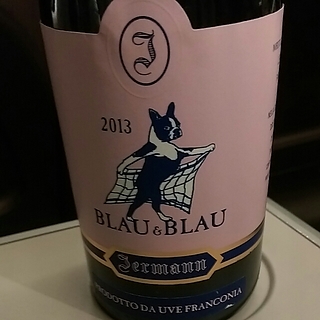 J
2013
BLAU & BLAU
Jermann
PRODOTTO DA UVE FRANCONIA